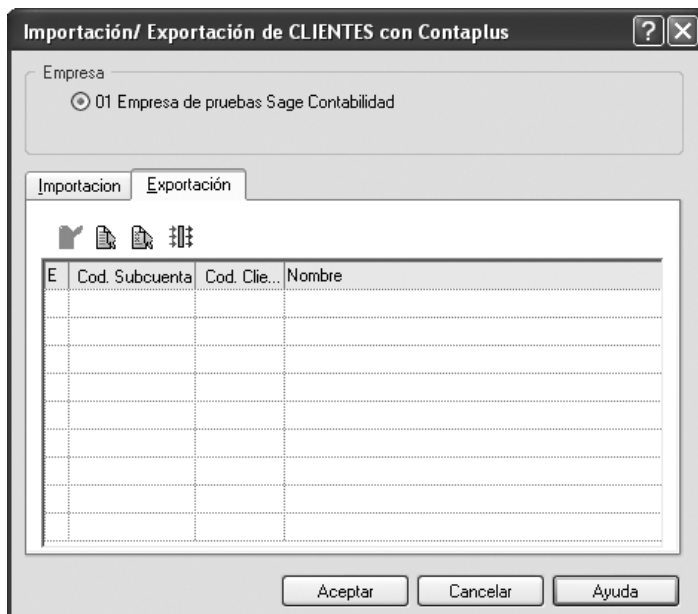 Importación/ Exportación de CLIENTES con Contaplus
Empresa
01 Empresa de pruebas Sage Contabilidad
Importacion Exportación
E Cod. Subcuenta Cod. Clie... Nombre
Aceptar Cancelar Ayuda